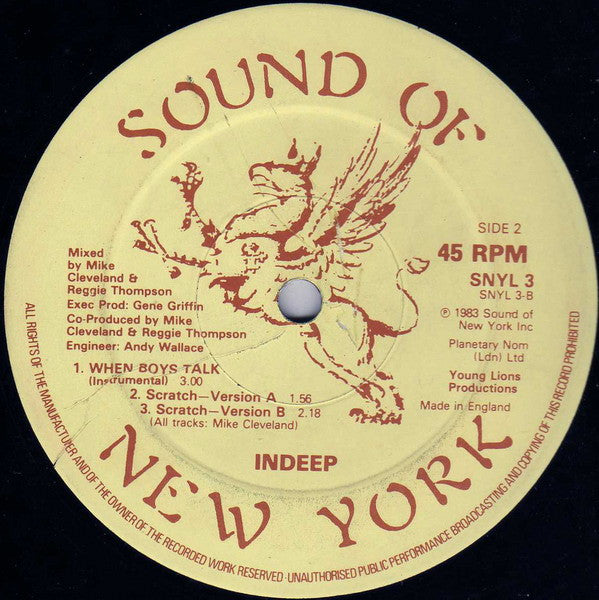 SOUND OF
NEW YORK
SIDE 2
45 RPM
SNYL 3
SNYL 3-B
℗ 1983 Sound of
New York Inc
Planetary Nom
(Ldn) Ltd
Young Lions
Productions
Made in England
Mixed
by Mike
Cleveland &
Reggie Thompson
Exec Prod: Gene Griffin
Co-Produced by Mike
Cleveland & Reggie Thompson
Engineer: Andy Wallace
1. WHEN BOYS TALK
(Instrumental) 3.00
2. Scratch—Version A 1.56
3. Scratch—Version B 2.18
(All tracks: Mike Cleveland)
INDEEP
ALL RIGHTS OF THE MANUFACTURER AND OF THE OWNER OF THE RECORDED WORK RESERVED·UNAUTHORISED PUBLIC PERFORMANCE BROADCASTING AND COPYING OF THIS RECORD PROHIBITED